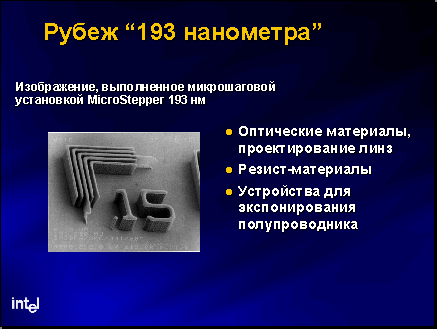 Рубеж “193 нанометра”
Изображение, выполненное микрошаговой
установкой MicroStepper 193 нм
Оптические материалы,
проектирование линз
Резист-материалы
Устройства для
экспонирования
полупроводника
.15
intel